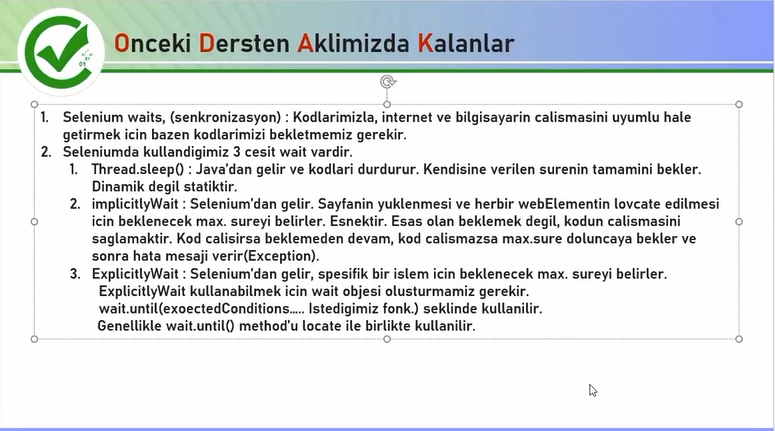 Onceki Dersten Aklimizda Kalanlar
1. Selenium waits, (senkronizasyon) : Kodlarimizla, internet ve bilgisayarin calismasini uyumlu hale
getirmek icin bazen kodlarimizi bekletmemiz gerekir.
2. Seleniumda kullandigimiz 3 cesit wait vardir.
1. Thread.sleep() : Java'dan gelir ve kodlari durdurur. Kendisine verilen surenin tamamini bekler.
Dinamik degil statiktir.
2. implicitlyWait : Selenium'dan gelir. Sayfanin yuklenmesi ve herbir webElementin lovcate edilmesi
icin beklenecek max. sureyi belirler. Esnektir. Esas olan beklemek degil, kodun calismasini
saglamaktir. Kod calisirsa beklemeden devam, kod calismazsa max.sure doluncaya bekler ve
sonra hata mesaji verir(Exception).
3. ExplicitlyWait : Selenium'dan gelir, spesifik bir islem icin beklenecek max. sureyi belirler.
ExplicitlyWait kullanabilmek icin wait objesi olusturmamiz gerekir.
wait.until(exoectedConditions..... Istedigimiz fonk.) seklinde kullanilir.
Genellikle wait.until() method'u locate ile birlikte kullanilir.